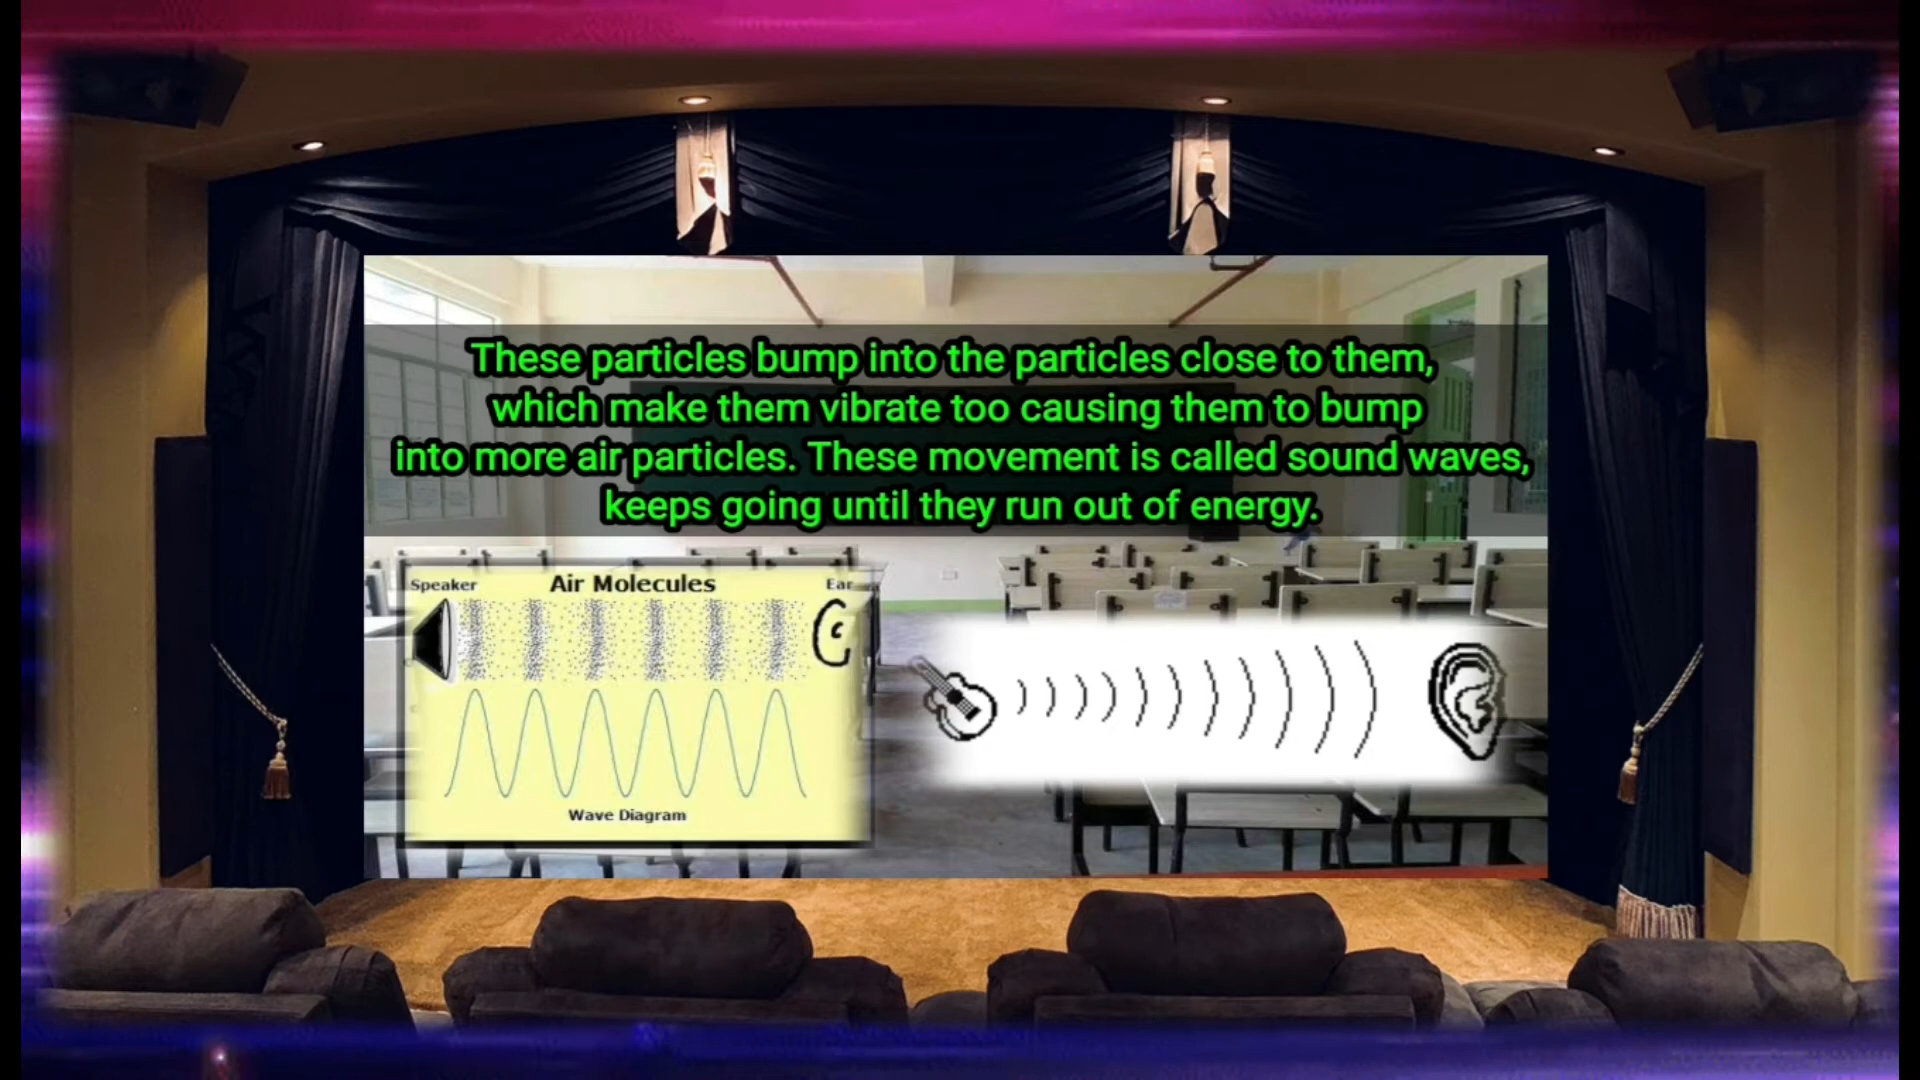 These particles bump into the particles close to them,
which make them vibrate too causing them to bump
into more air particles. These movement is called sound waves,
keeps going until they run out of energy.
Speaker
Air Molecules
Ear
Wave Diagram